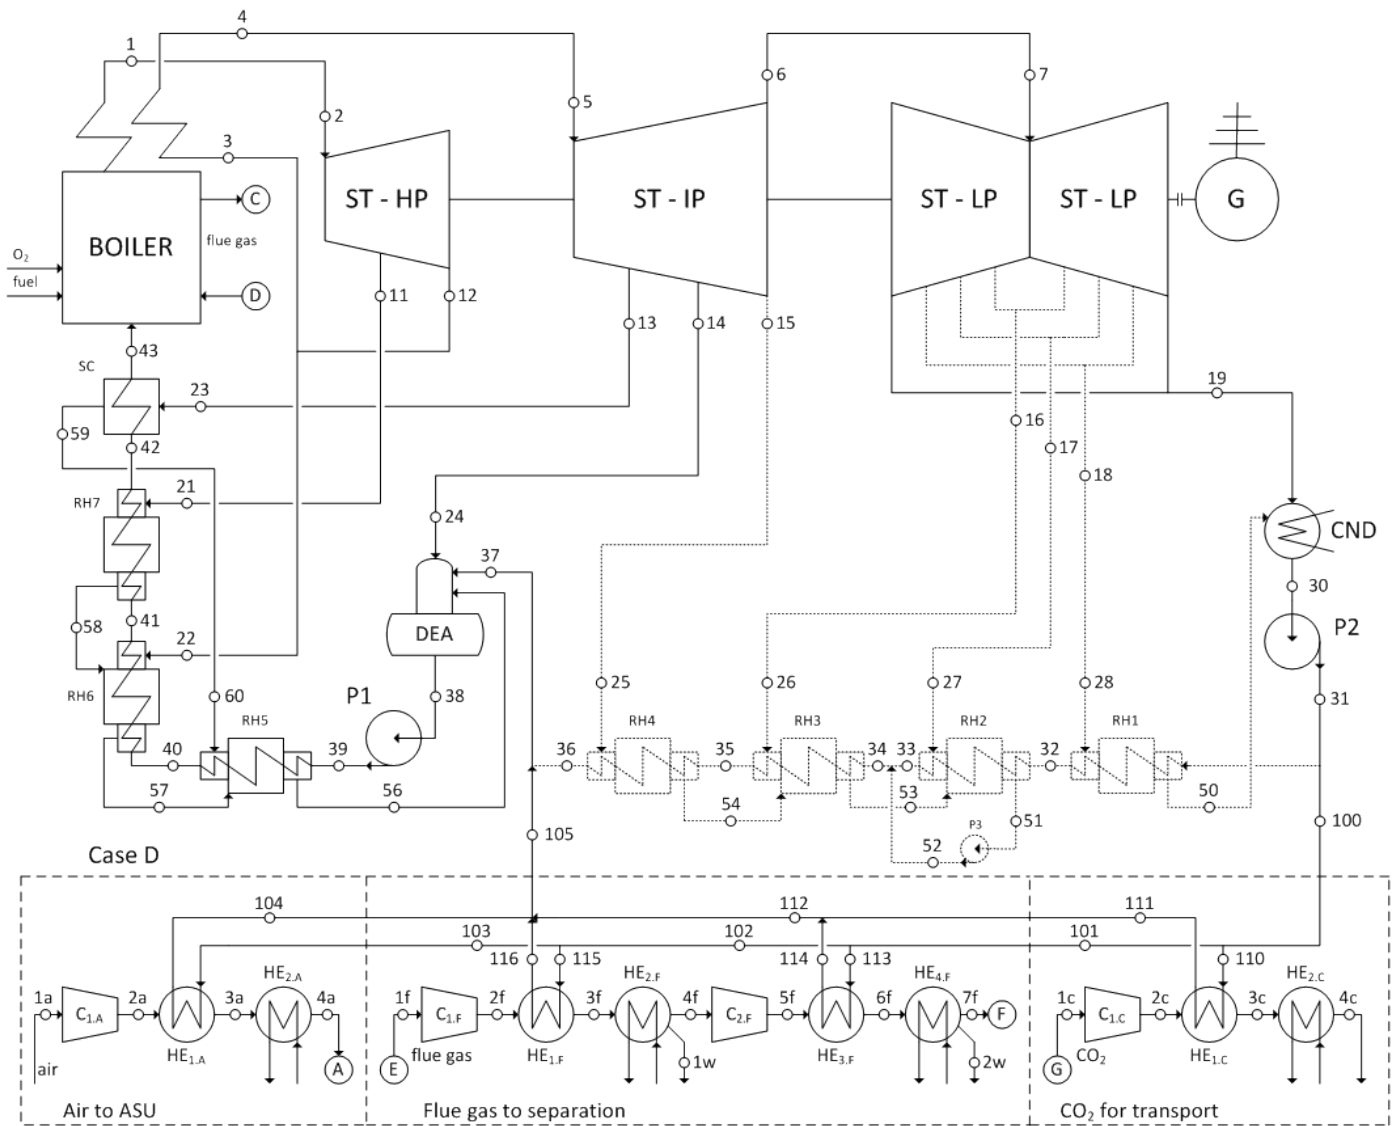 4
1
6
7
5
2
3
ST - HP
ST - IP
ST - LP
ST - LP
G
C
BOILER
flue gas
O₂
fuel
D
11
12
13
14
15
43
SC
23
19
16
59
42
17
18
RH7
21
24
37
CND
30
58
41
DEA
P2
22
RH6
60
P1
38
25
26
27
28
31
RH5
RH4
RH3
RH2
RH1
40
39
36
35
34
33
32
57
56
54
53
51
50
P3
52
105
100
Case D
104
112
111
103
102
101
116
115
114
113
110
HE2.A
HE2.F
HE4.F
HE2.C
1a
2a
3a
4a
1f
2f
3f
4f
5f
6f
7f
1c
2c
3c
4c
C1.A
C1.F
C2.F
F
C1.C
HE1.A
flue gas
HE1.F
HE3.F
CO₂
HE1.C
air
A
E
1w
2w
G
Air to ASU
Flue gas to separation
CO₂ for transport